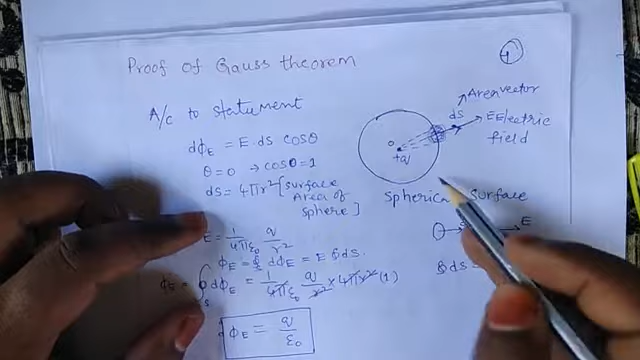 1
Proof of Gauss theorem
A/c to statument
dΦE = E·ds cosθ
θ = 0 → cosθ = 1
ds = 4πr² [surface
Area of
sphere]
E = 1/4πε0 q/r²
ΦE = ∮s dΦE = E ∮ds.
ΦE = ∮s dΦE = 1/4πε0 q/r² × 4πr² (1)
ΦE = q/ε0
Area vector
ds
E Electric
field
O
+q
Spherical surface
E
∮ds =